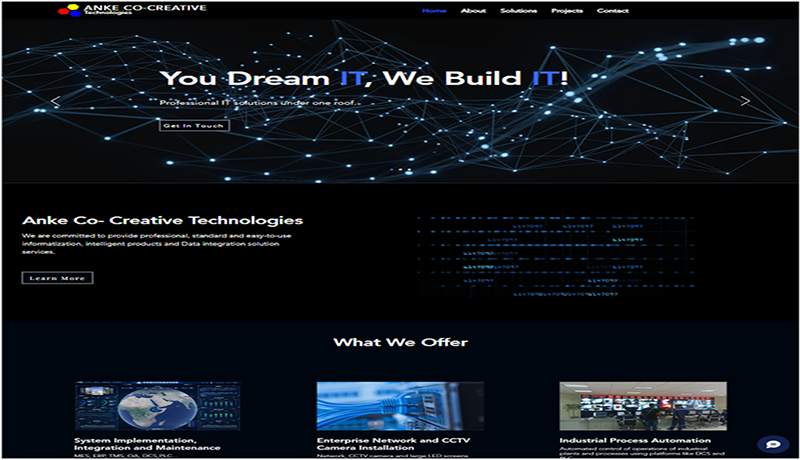 ANKE CO-CREATIVE
Technologies
Home About Solutions Projects Contact
You Dream IT, We Build IT!
Professional IT solutions under one roof..
Get In Touch
Anke Co- Creative Technologies
We are committed to provide professional, standard and easy-to-use
informatization, intelligent products and Data integration solution
services.
Learn More
What We Offer
System Implementation,
Integration and Maintenance
MES, ERP, TMS, OA, DCS,PLC
Enterprise Network and CCTV
Camera Installation
Network, CCTV camera and large LED screens
Industrial Process Automation
Automated control of operations of industrial
plants and processes using platforms like DCS and
PLC